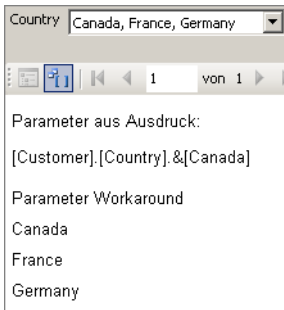 Country Canada, France, Germany
1 von 1
Parameter aus Ausdruck:
[Customer].[Country].&[Canada]
Parameter Workaround
Canada
France
Germany